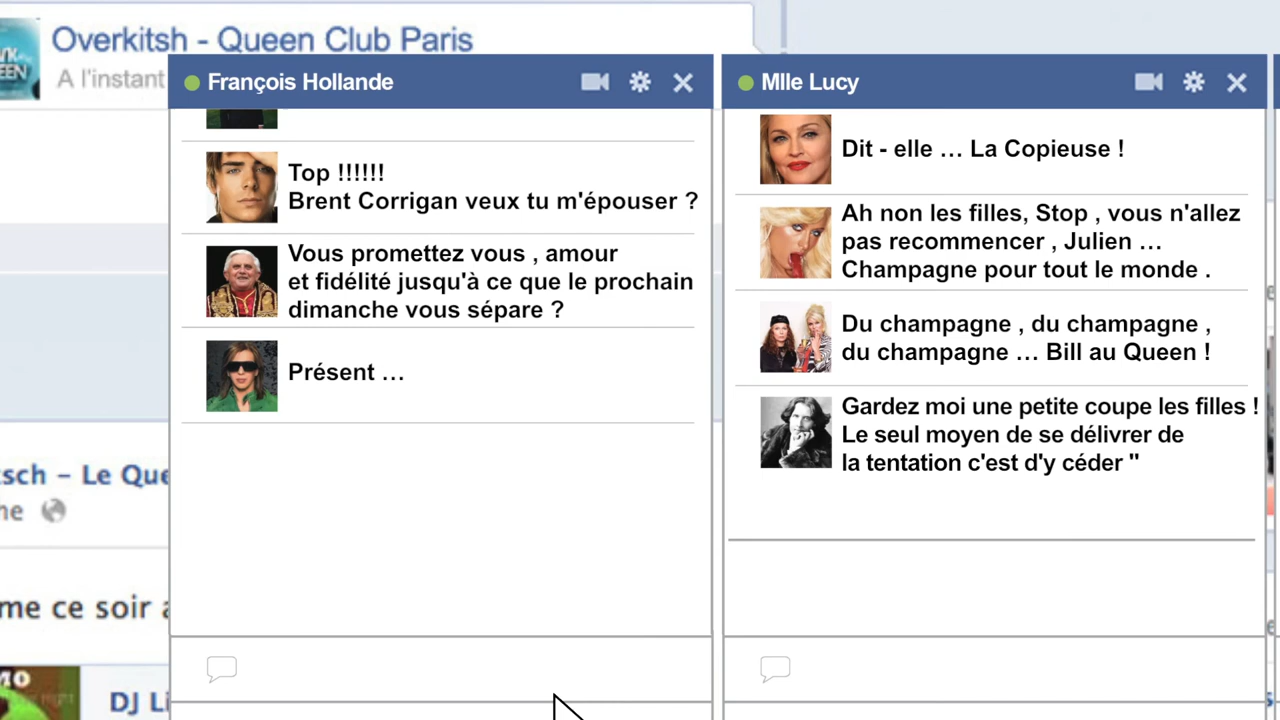 Overkitsh - Queen Club Paris
A l'instant
François Hollande
Top !!!!!!
Brent Corrigan veux tu m'épouser ?
Vous promettez vous , amour
et fidélité jusqu'à ce que le prochain
dimanche vous sépare ?
Présent ...
Mlle Lucy
Dit - elle ... La Copieuse !
Ah non les filles, Stop , vous n'allez
pas recommencer , Julien ...
Champagne pour tout le monde .
Du champagne , du champagne ,
du champagne ... Bill au Queen !
Gardez moi une petite coupe les filles !
Le seul moyen de se délivrer de
la tentation c'est d'y céder "
tsch – Le Que
he
me ce soir a
DJ Li